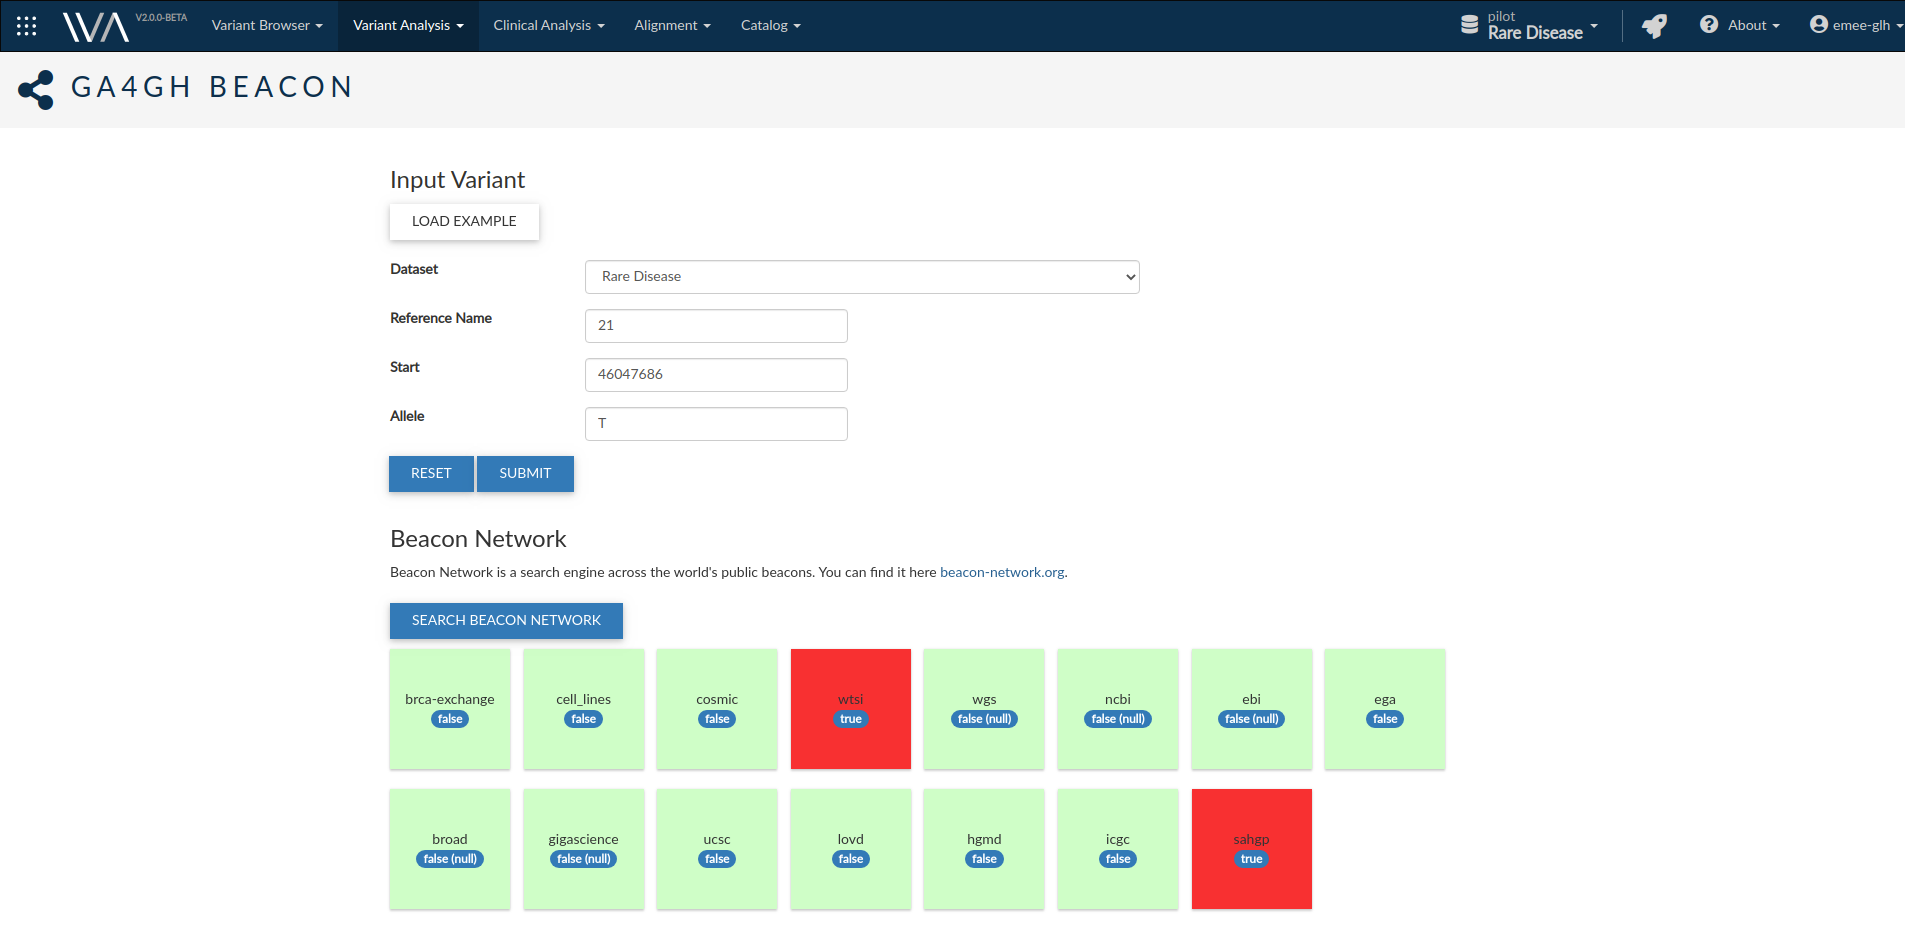 IVA V2.0.0-BETA Variant Browser Variant Analysis Clinical Analysis Alignment Catalog pilot Rare Disease About emee-glh
GA4GH BEACON
Input Variant
LOAD EXAMPLE
Dataset Rare Disease
Reference Name 21
Start 46047686
Allele T
RESET SUBMIT
Beacon Network
Beacon Network is a search engine across the world's public beacons. You can find it here beacon-network.org.
SEARCH BEACON NETWORK
brca-exchange cell_lines cosmic wtsi wgs ncbi ebi ega
false false false true false (null) false (null) false (null) false
broad gigascience ucsc lovd hgmd icgc sahgp
false (null) false (null) false false false false true